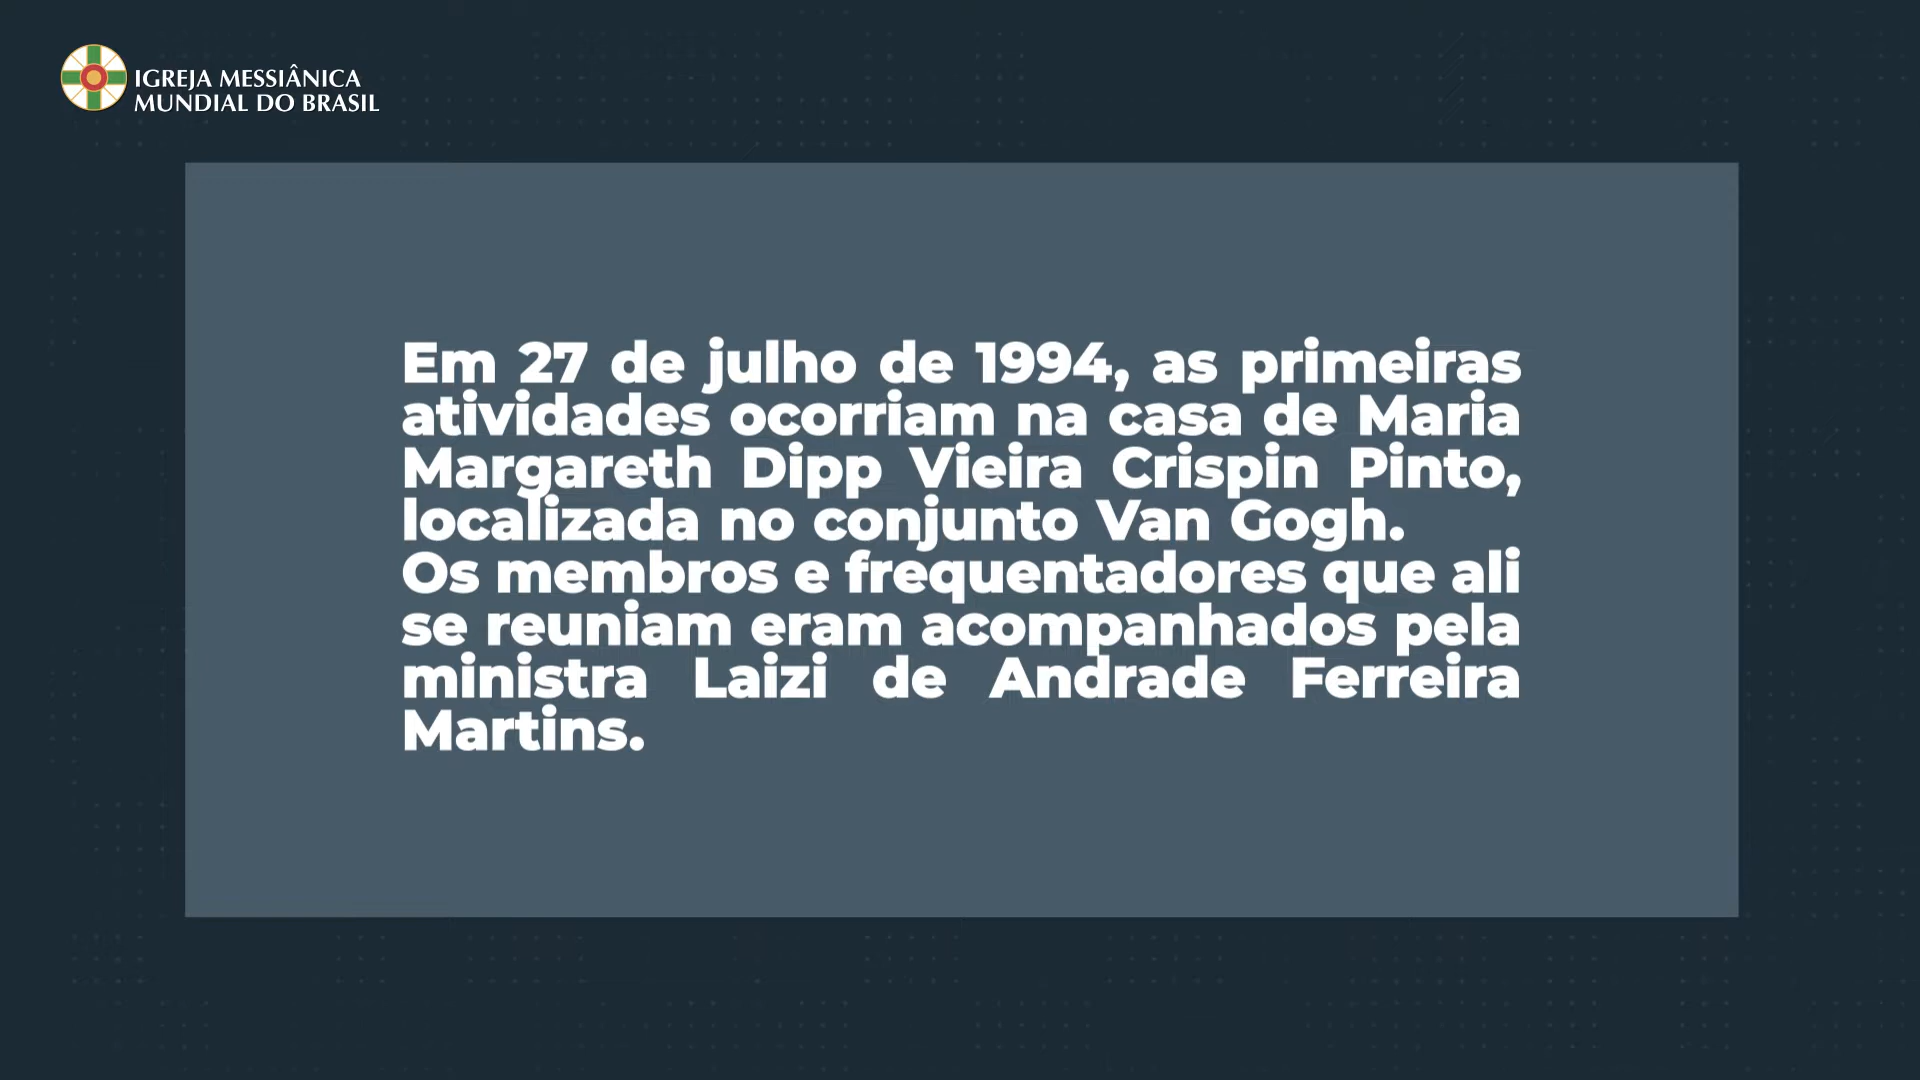 IGREJA MESSIÂNICA
MUNDIAL DO BRASIL
Em 27 de julho de 1994, as primeiras
atividades ocorriam na casa de Maria
Margareth Dipp Vieira Crispin Pinto,
localizada no conjunto Van Gogh.
Os membros e frequentadores que ali
se reuniam eram acompanhados pela
ministra Laizi de Andrade Ferreira
Martins.